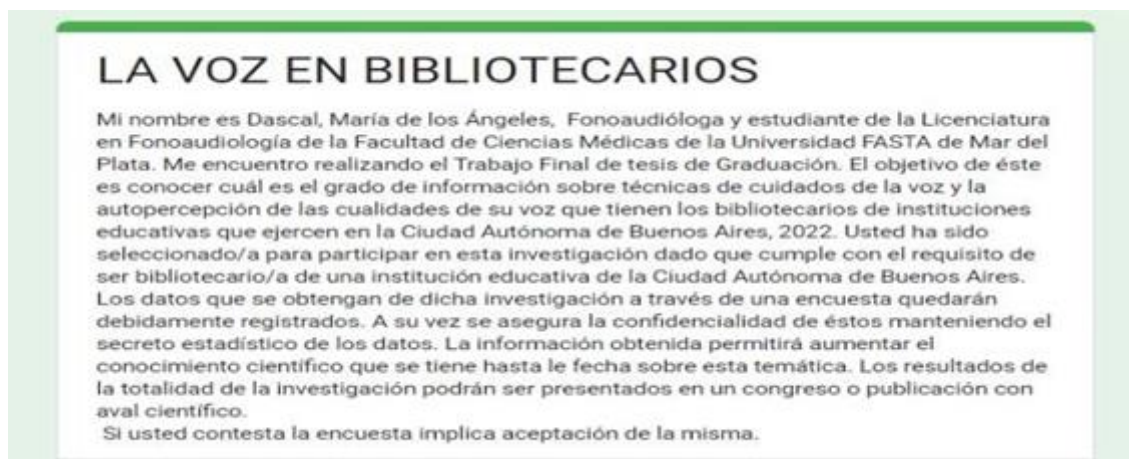 LA VOZ EN BIBLIOTECARIOS
Mi nombre es Dascal, María de los Ángeles, Fonoaudióloga y estudiante de la Licenciatura
en Fonoaudiología de la Facultad de Ciencias Médicas de la Universidad FASTA de Mar del
Plata. Me encuentro realizando el Trabajo Final de tesis de Graduación. El objetivo de éste
es conocer cuál es el grado de información sobre técnicas de cuidados de la voz y la
autopercepción de las cualidades de su voz que tienen los bibliotecarios de instituciones
educativas que ejercen en la Ciudad Autónoma de Buenos Aires, 2022. Usted ha sido
seleccionado/a para participar en esta investigación dado que cumple con el requisito de
ser bibliotecario/a de una institución educativa de la Ciudad Autónoma de Buenos Aires.
Los datos que se obtengan de dicha investigación a través de una encuesta quedarán
debidamente registrados. A su vez se asegura la confidencialidad de éstos manteniendo el
secreto estadístico de los datos. La información obtenida permitirá aumentar el
conocimiento científico que se tiene hasta le fecha sobre esta temática. Los resultados de
la totalidad de la investigación podrán ser presentados en un congreso o publicación con
aval científico.
Si usted contesta la encuesta implica aceptación de la misma.